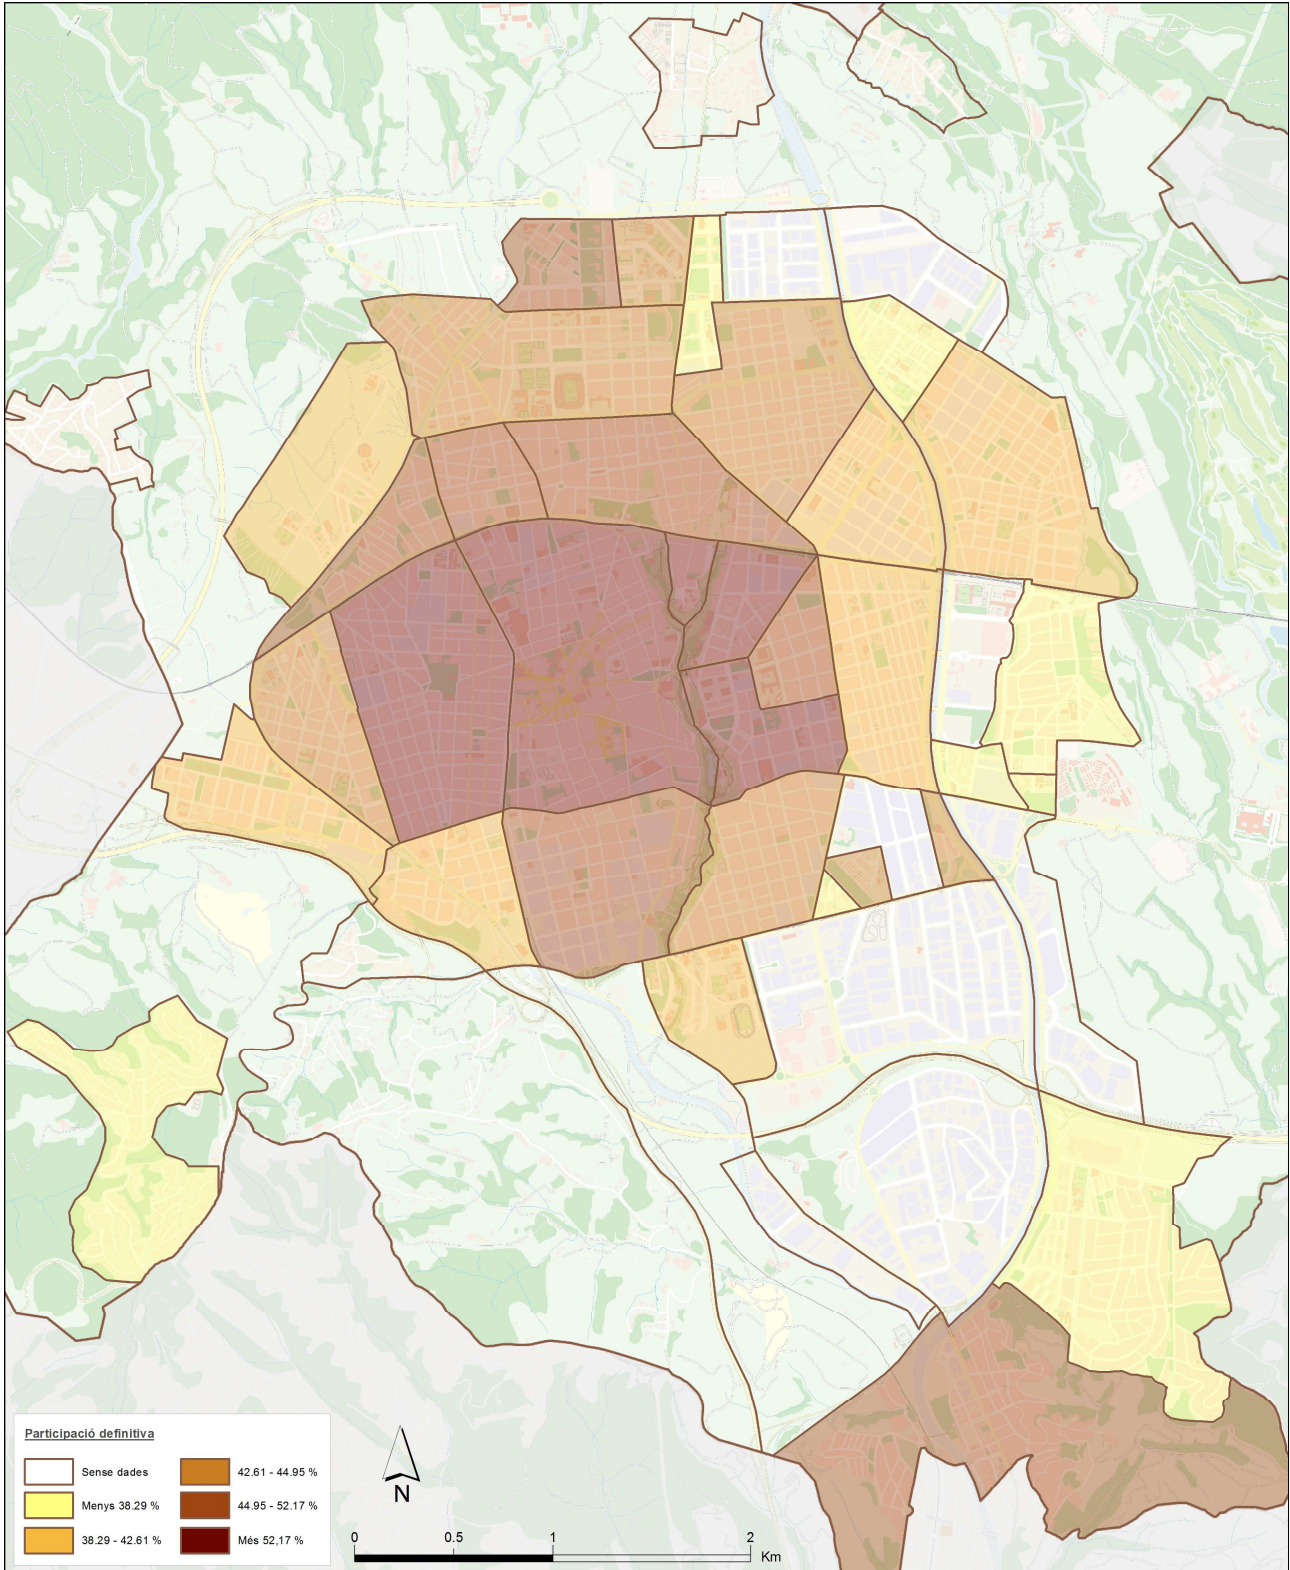 Participació definitiva
Sense dades
Menys 38.29 %
38.29 - 42.61 %
42.61 - 44.95 %
44.95 - 52.17 %
Més 52,17 %
N
0 0.5 1 2
Km